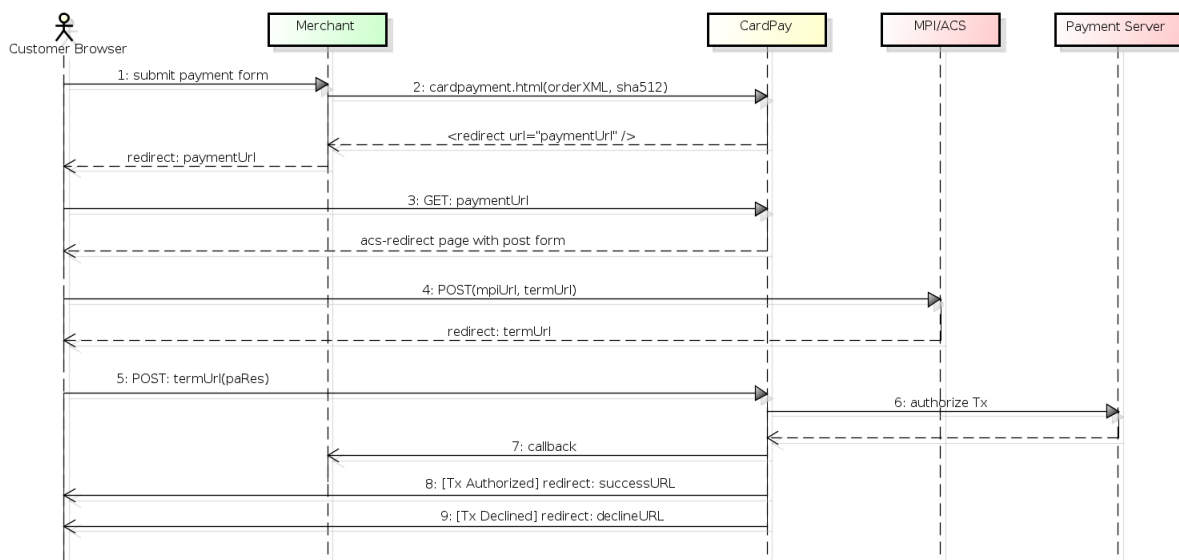 Customer Browser
Merchant
CardPay
MPI/ACS
Payment Server
1: submit payment form
2: cardpayment.html(orderXML, sha512)
<redirect url="paymentUrl" />
redirect: paymentUrl
3: GET: paymentUrl
acs-redirect page with post form
4: POST(mpiUrl, termUrl)
redirect: termUrl
5: POST: termUrl(paRes)
6: authorize Tx
7: callback
8: [Tx Authorized] redirect: successURL
9: [Tx Declined] redirect: declineURL